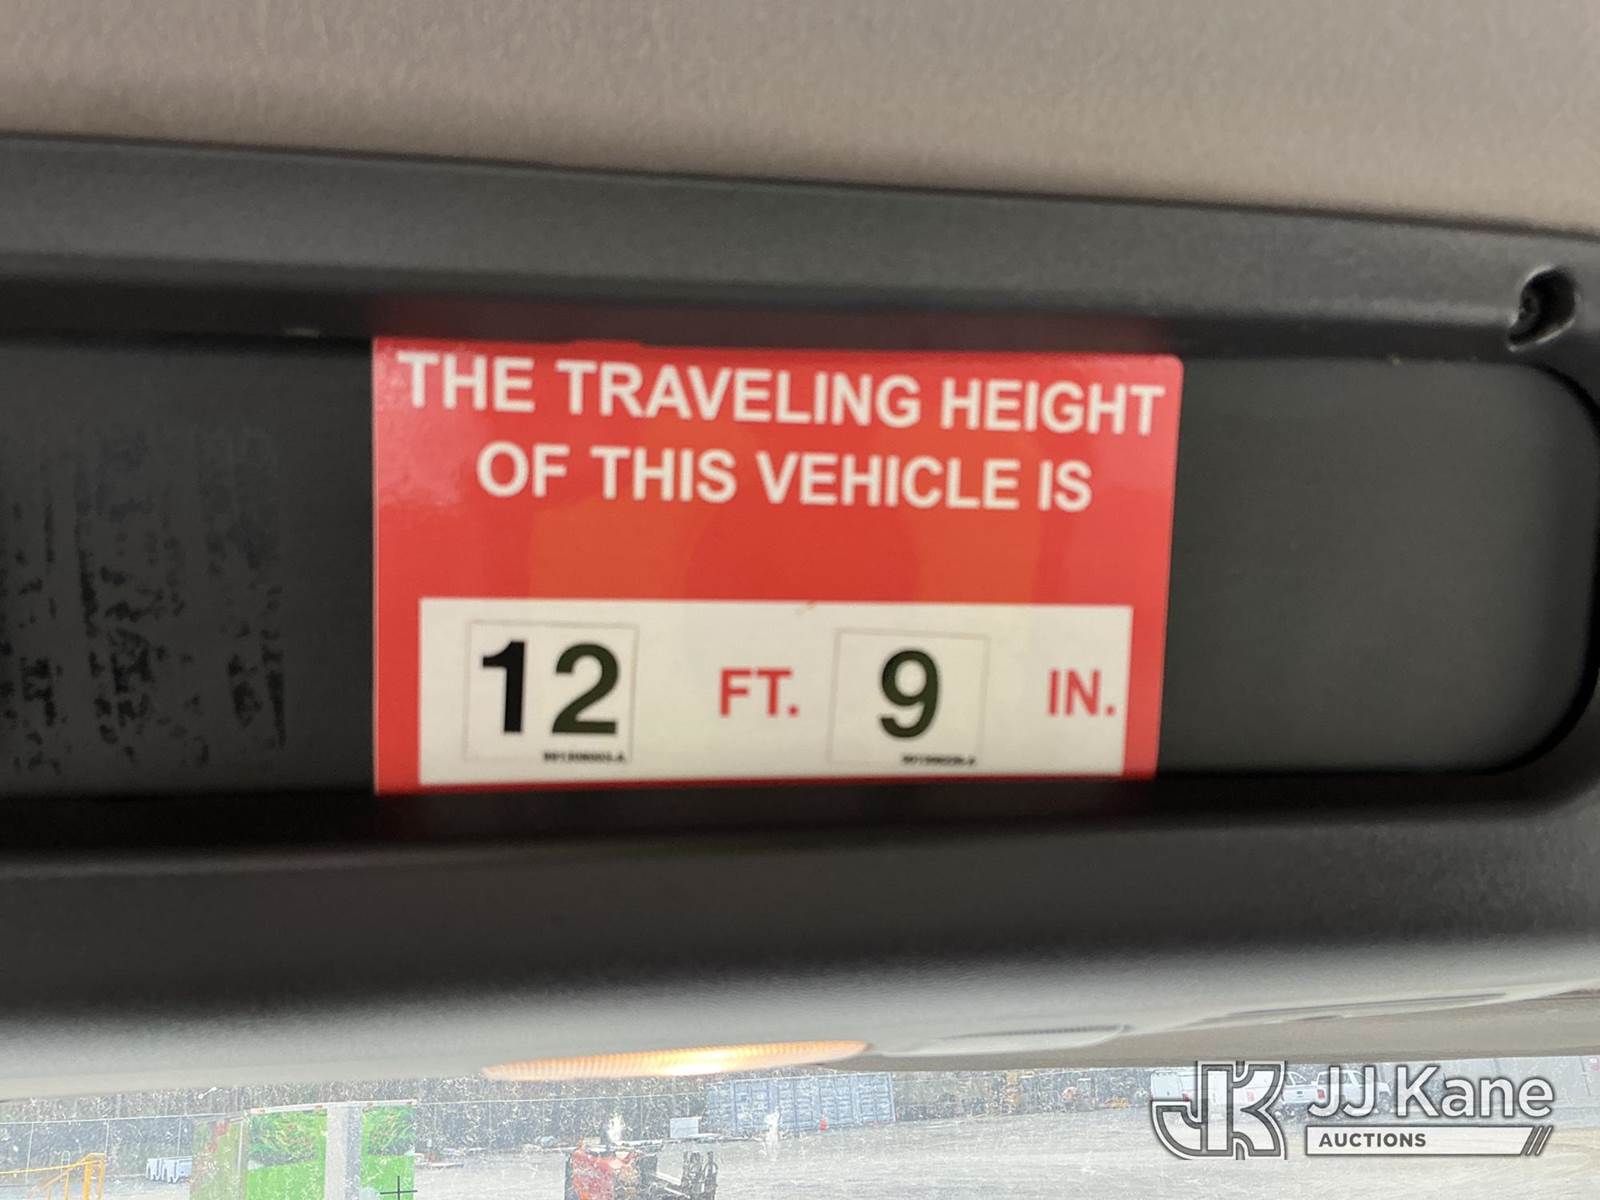 THE TRAVELING HEIGHT
OF THIS VEHICLE IS
12 FT. 9 IN.
JJ Kane
AUCTIONS